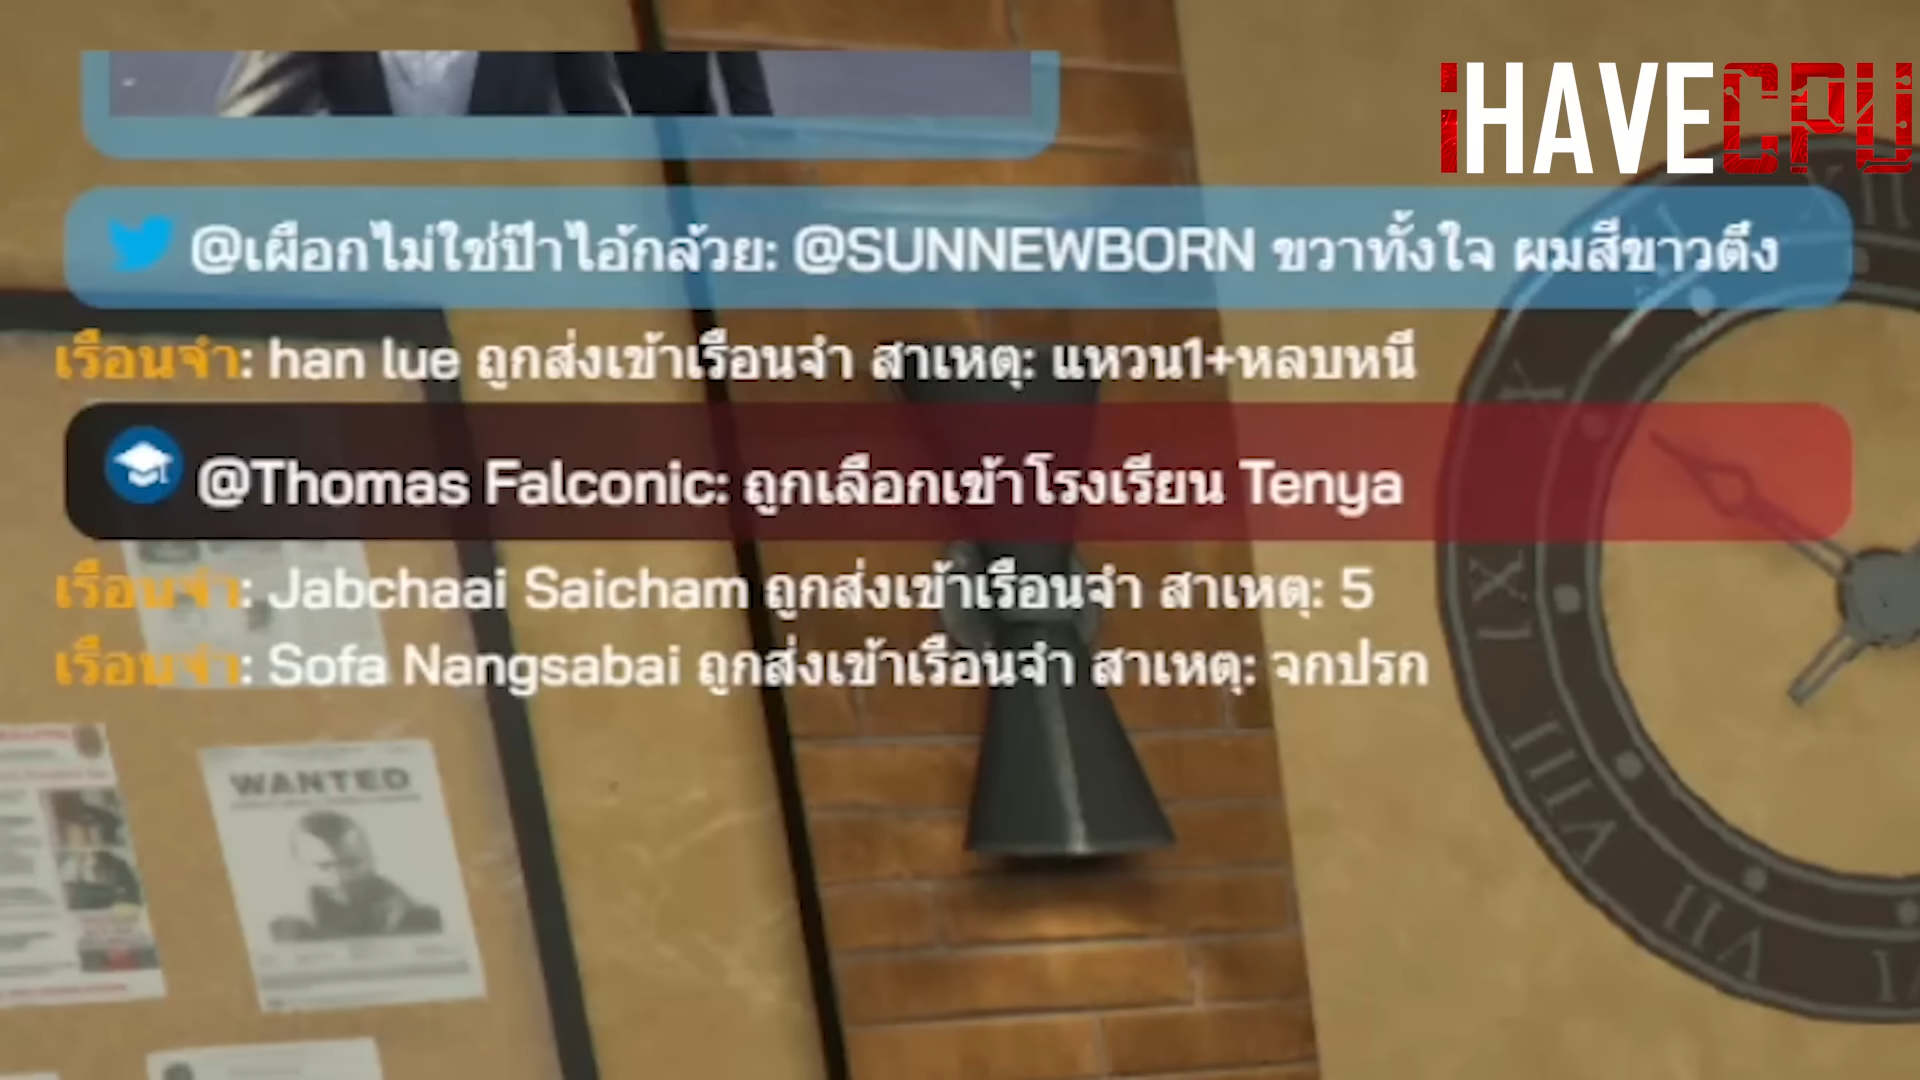 iHAVECPU
@เผือกไม่ใช่ป๊าไอ้กล้วย: @SUNNEWBORN ขวาทั้งใจ ผมสีขาวตึง
เรือนจำ: han lue ถูกส่งเข้าเรือนจำ สาเหตุ: แหวน1+หลบหนี
@Thomas Falconic: ถูกเลือกเข้าโรงเรียน Tenya
เรือนจำ: Jabchaai Saicham ถูกส่งเข้าเรือนจำ สาเหตุ: 5
เรือนจำ: Sofa Nangsabai ถูกส่งเข้าเรือนจำ สาเหตุ: จกปรก
WANTED